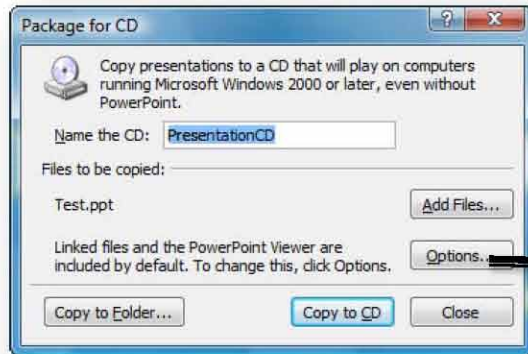 Package for CD
Copy presentations to a CD that will play on computers
running Microsoft Windows 2000 or later, even without
PowerPoint.
Name the CD: PresentationCD
Files to be copied:
Test.ppt Add Files...
Linked files and the PowerPoint Viewer are
included by default. To change this, click Options. Options...
Copy to Folder... Copy to CD Close